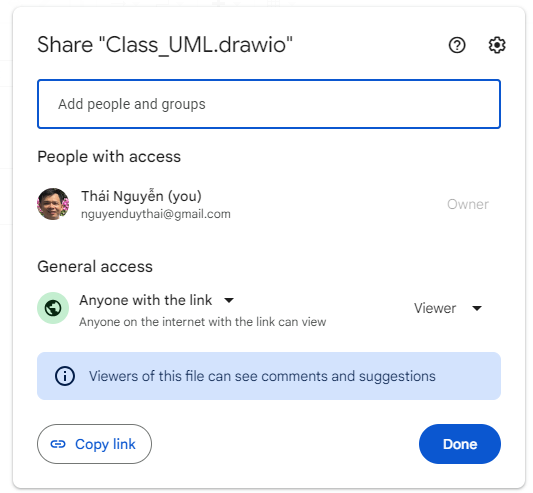 Share "Class_UML.drawio"
Add people and groups
People with access
Thái Nguyễn (you)
nguyenduythai@gmail.com
Owner
General access
Anyone with the link
Viewer
Anyone on the internet with the link can view
Viewers of this file can see comments and suggestions
Copy link
Done